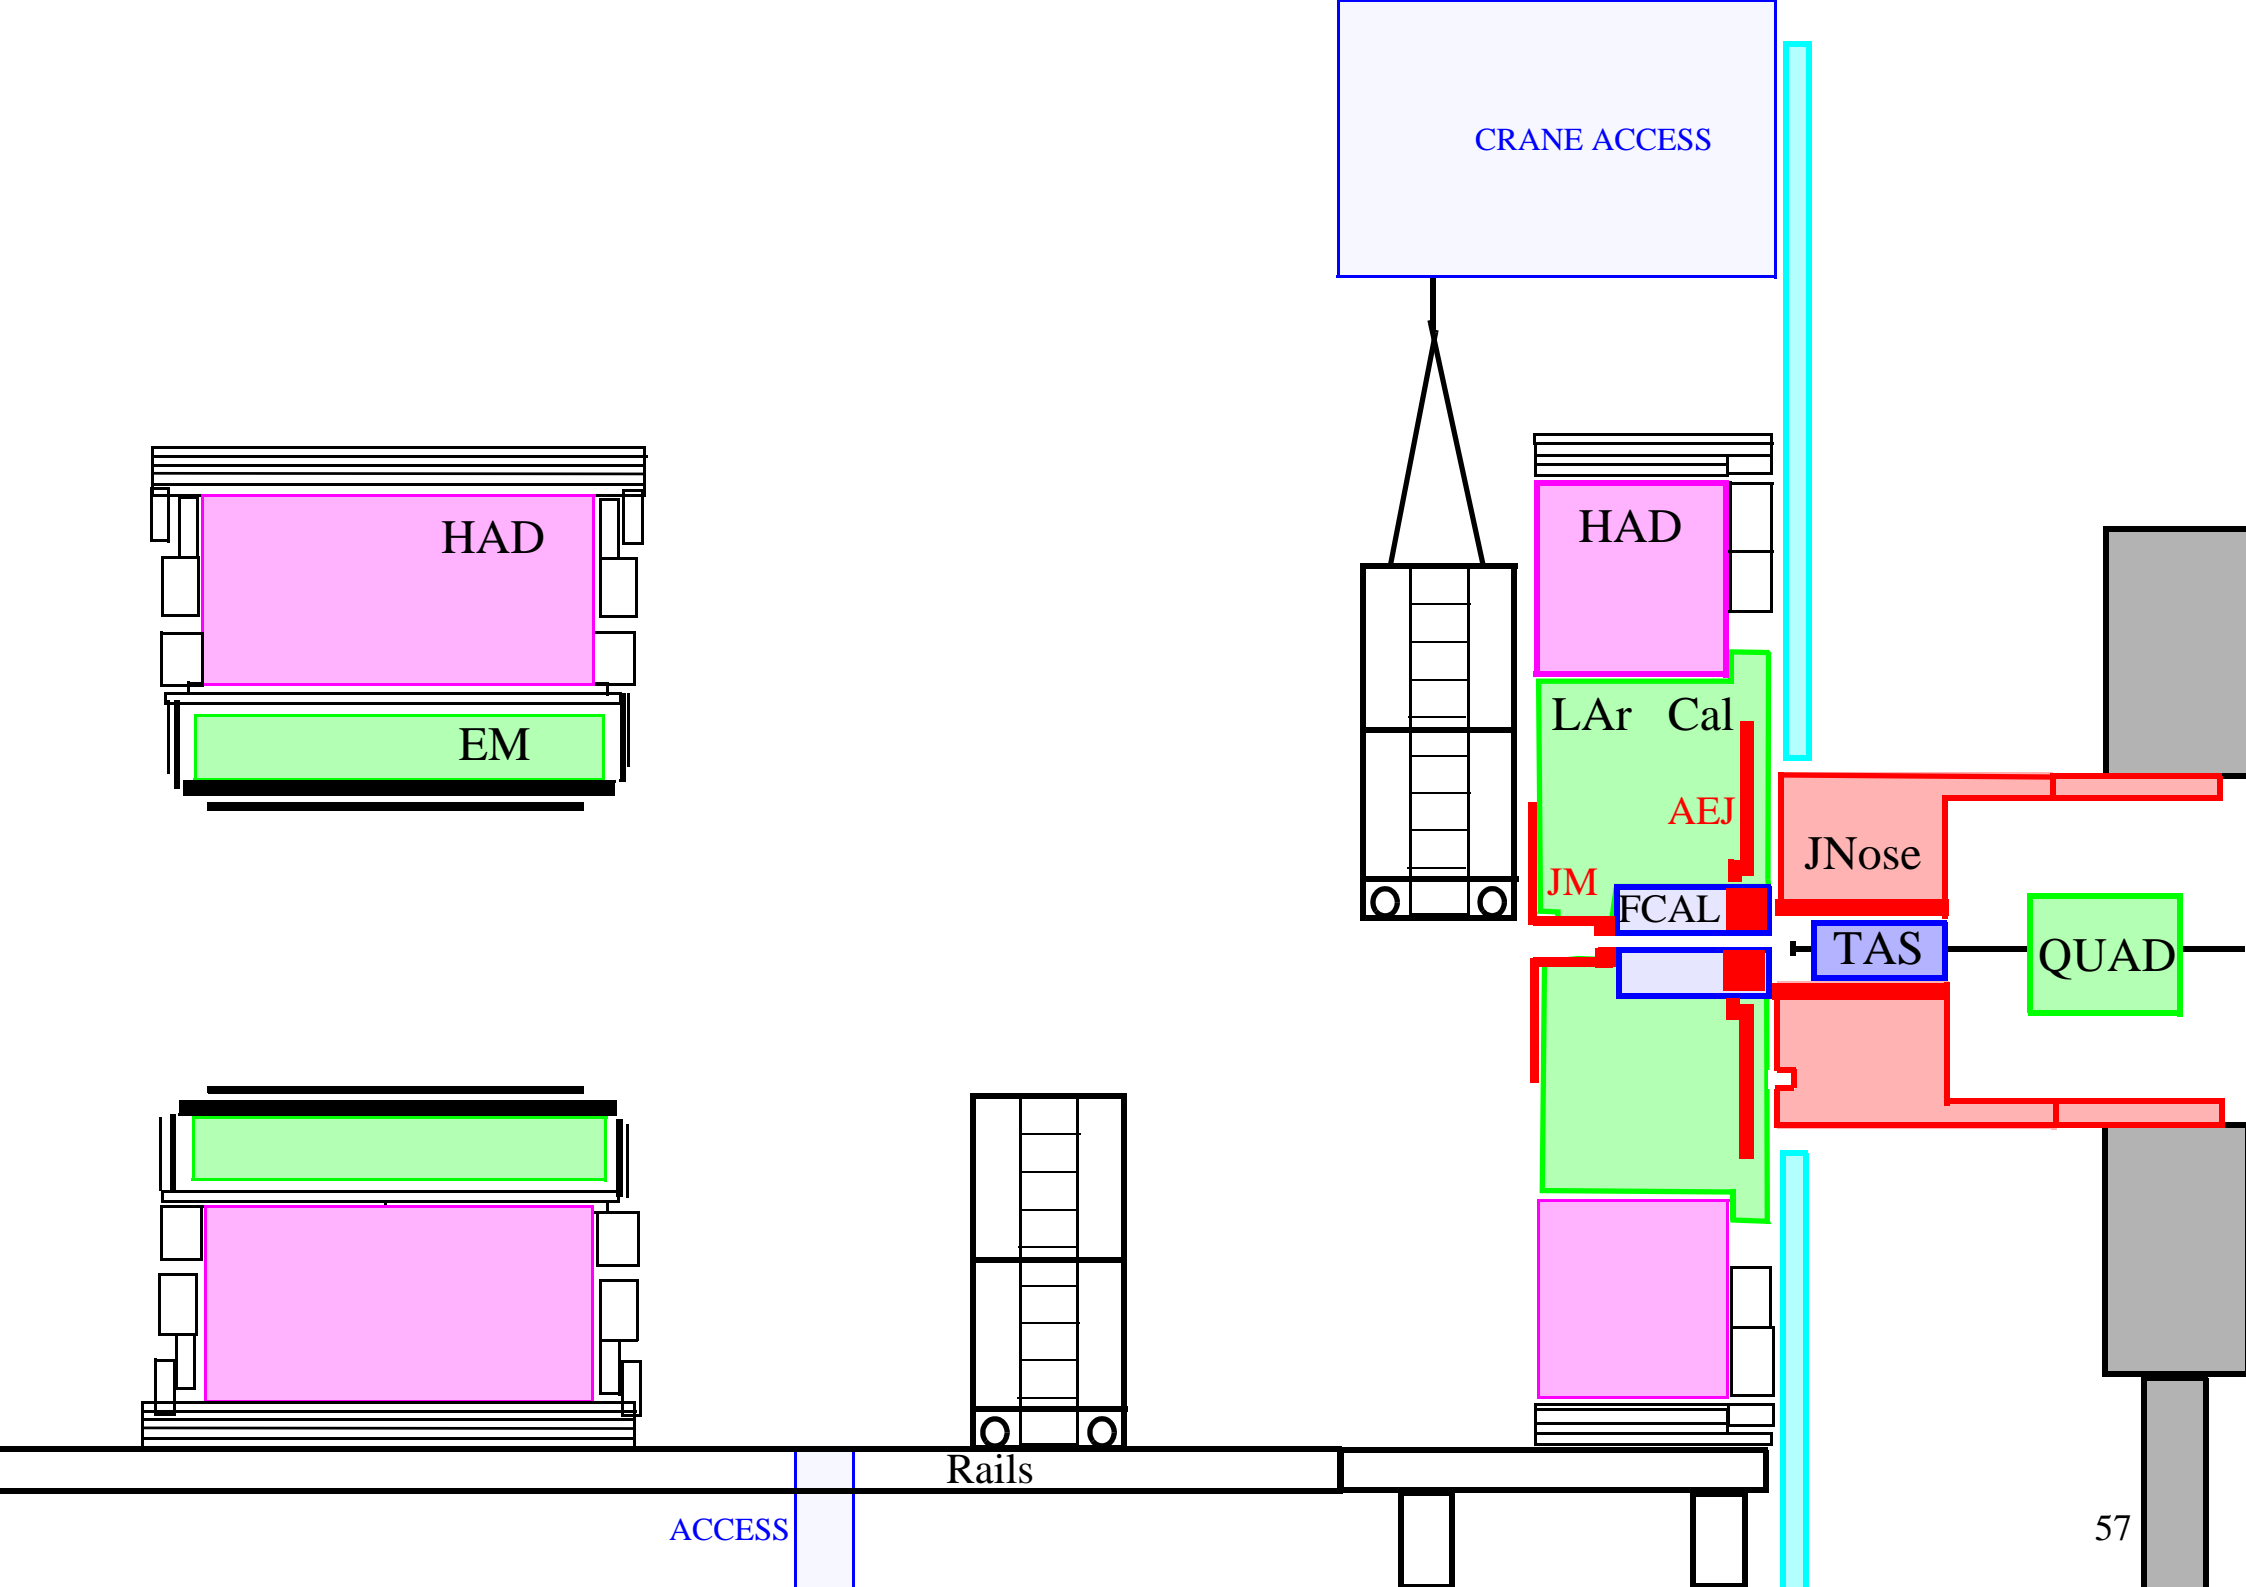 CRANE ACCESS
HAD
HAD
EM
LAr Cal
AEJ
JM
JNose
FCAL
TAS
QUAD
Rails
ACCESS
57